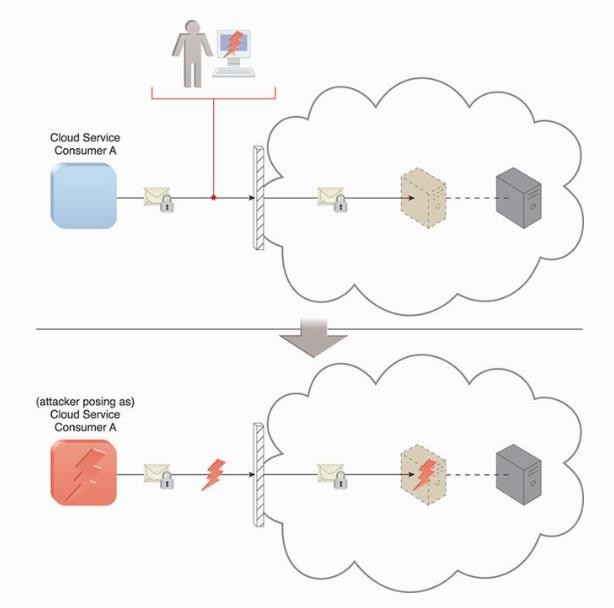 Cloud Service
Consumer A
(attacker posing as)
Cloud Service
Consumer A